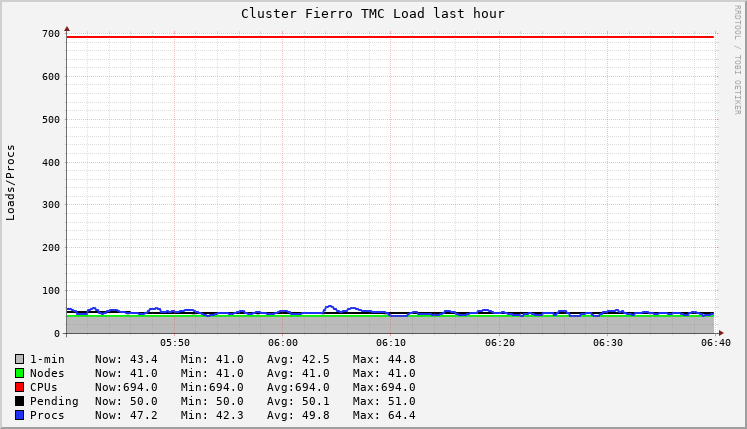 Cluster Fierro TMC Load last hour
RRDTOOL / TOBI OETIKER
Loads/Procs
700
600
500
400
300
200
100
0
05:50 06:00 06:10 06:20 06:30 06:40
1-min Now: 43.4 Min: 41.0 Avg: 42.5 Max: 44.8
Nodes Now: 41.0 Min: 41.0 Avg: 41.0 Max: 41.0
CPUs Now:694.0 Min:694.0 Avg:694.0 Max:694.0
Pending Now: 50.0 Min: 50.0 Avg: 50.1 Max: 51.0
Procs Now: 47.2 Min: 42.3 Avg: 49.8 Max: 64.4